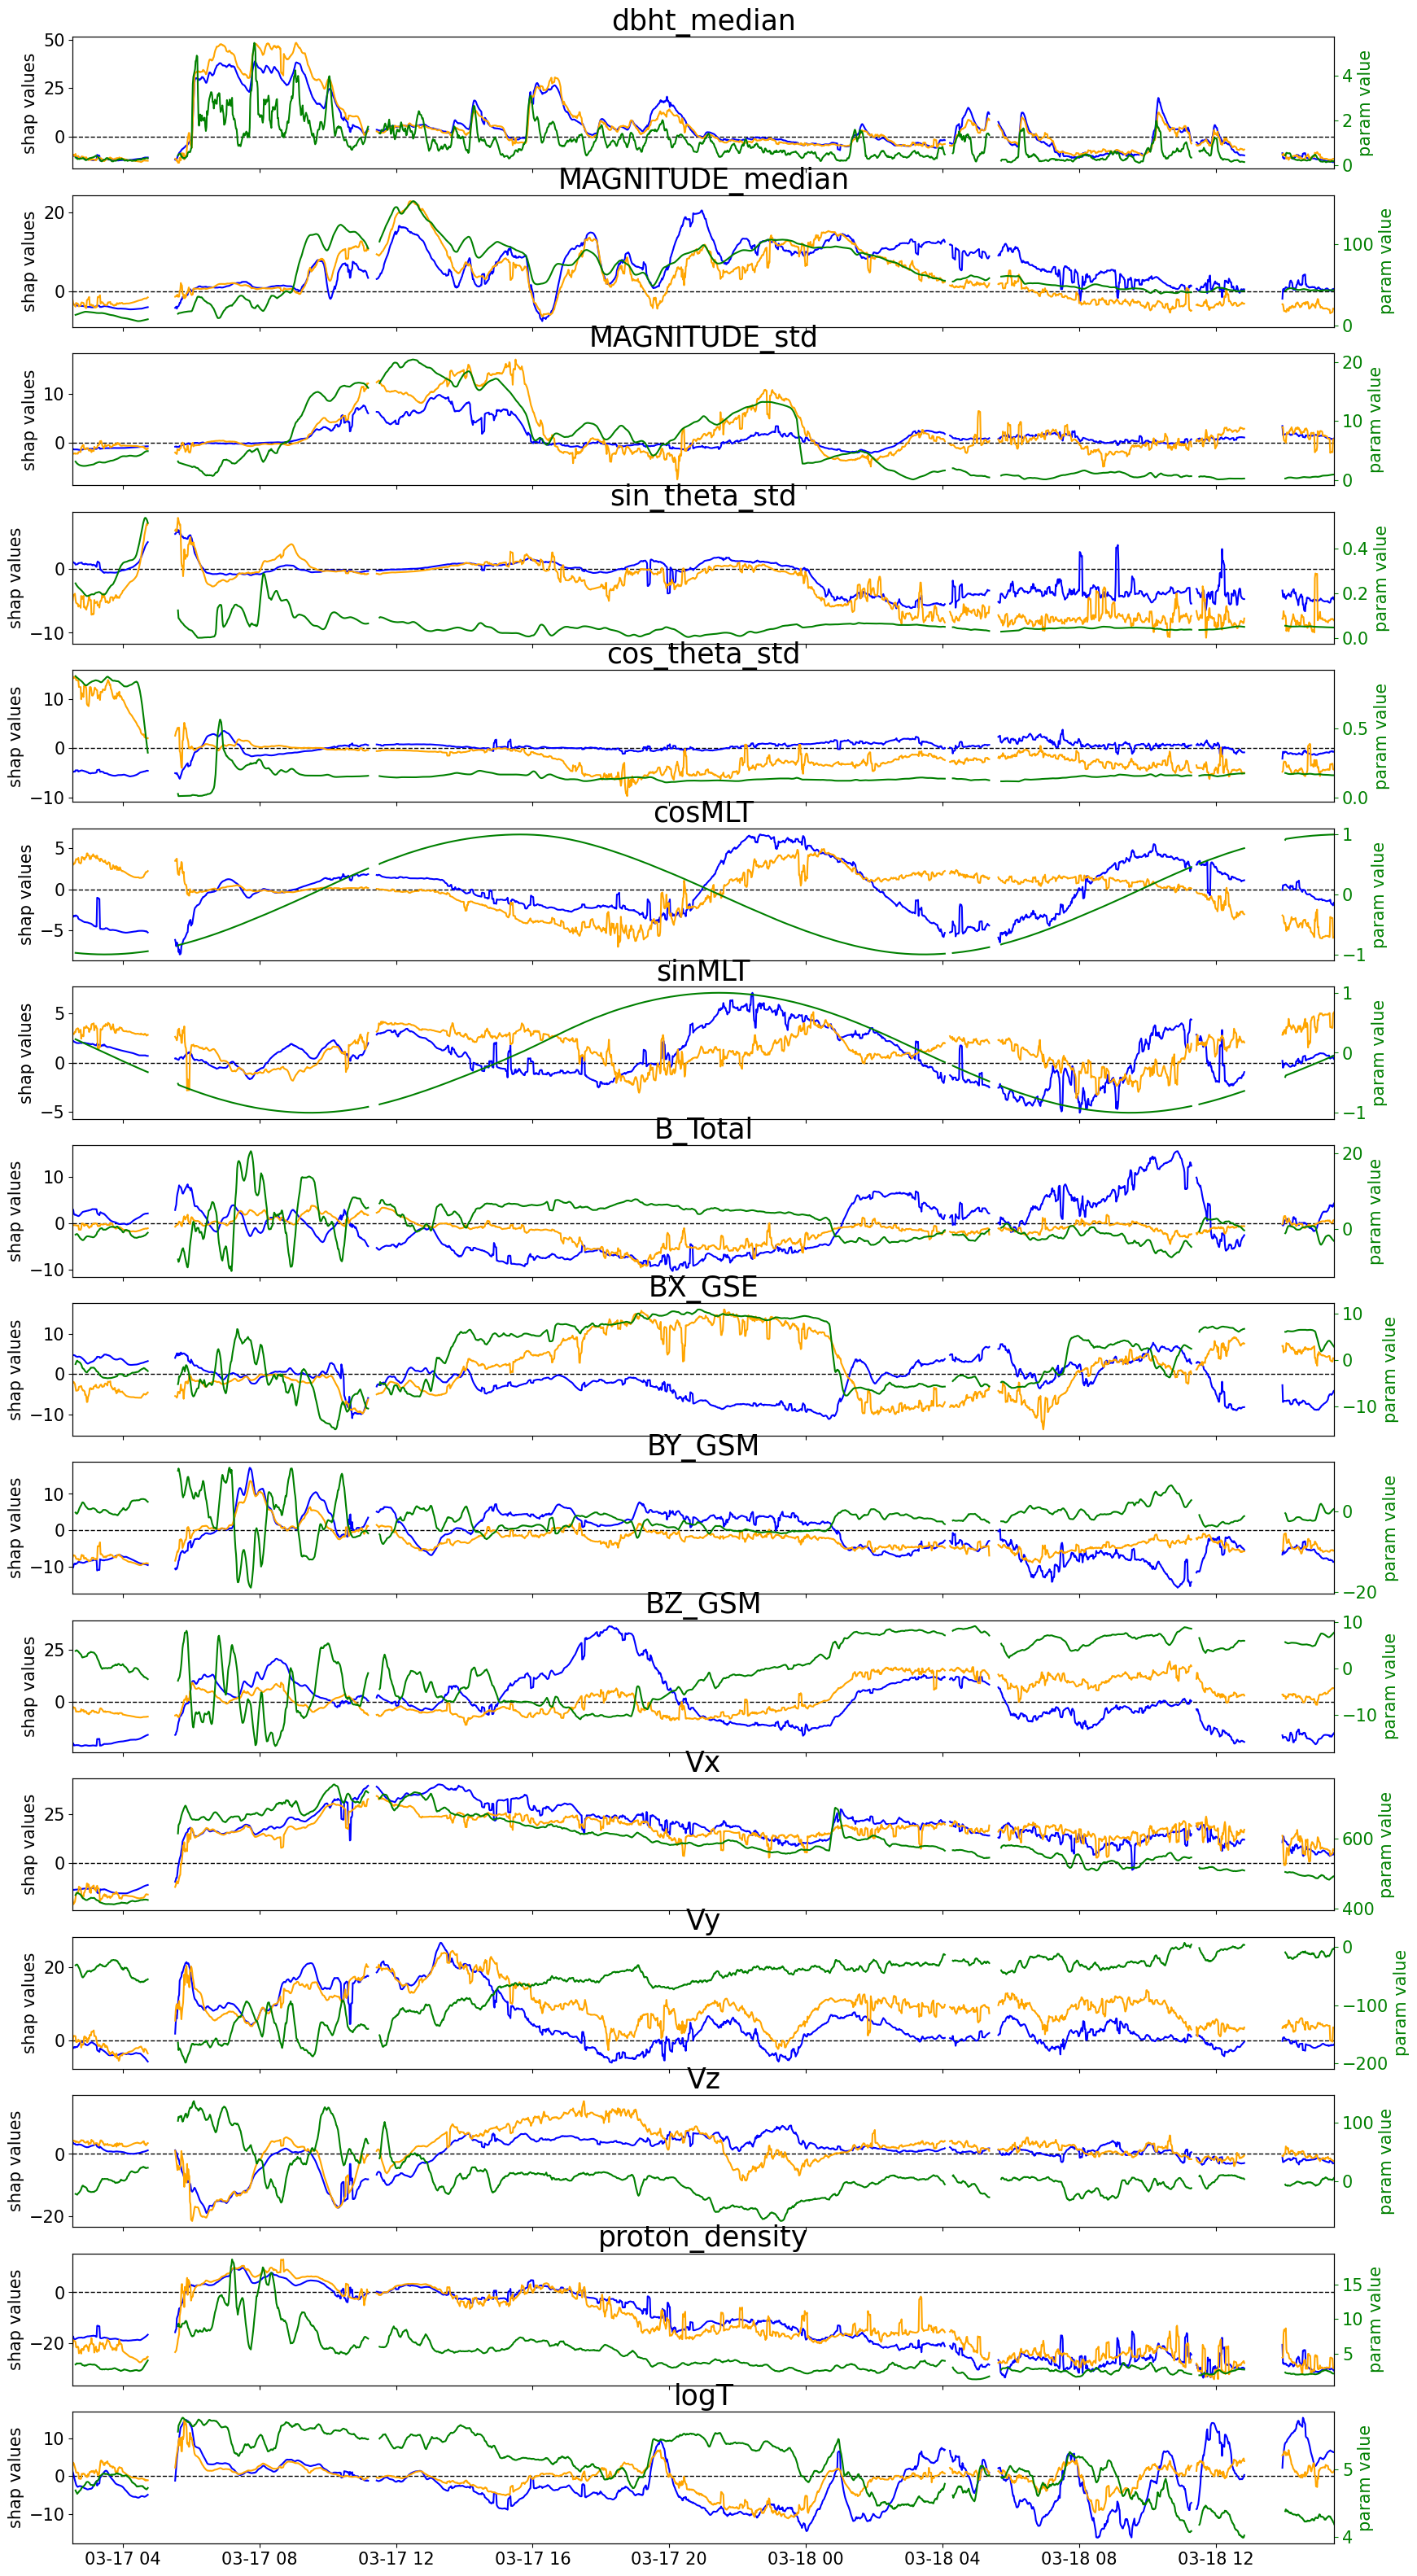 dbht_median
50
25
0
shap values
4
2
0
param value
MAGNITUDE_median
20
0
shap values
100
0
param value
MAGNITUDE_std
10
0
shap values
20
10
0
param value
sin_theta_std
0
−10
shap values
0.4
0.2
0.0
param value
cos_theta_std
10
0
−10
shap values
0.5
0.0
param value
cosMLT
5
0
−5
shap values
1
0
−1
param value
sinMLT
5
0
−5
shap values
1
0
−1
param value
B_Total
10
0
−10
shap values
20
0
param value
BX_GSE
10
0
−10
shap values
10
0
−10
param value
BY_GSM
10
0
−10
shap values
0
−20
param value
BZ_GSM
25
0
shap values
10
0
−10
param value
Vx
25
0
shap values
600
400
param value
Vy
20
0
shap values
0
−100
−200
param value
Vz
0
−20
shap values
100
0
param value
proton_density
0
−20
shap values
15
10
5
param value
logT
10
0
−10
shap values
5
4
param value
03-17 04 03-17 08 03-17 12 03-17 16 03-17 20 03-18 00 03-18 04 03-18 08 03-18 12